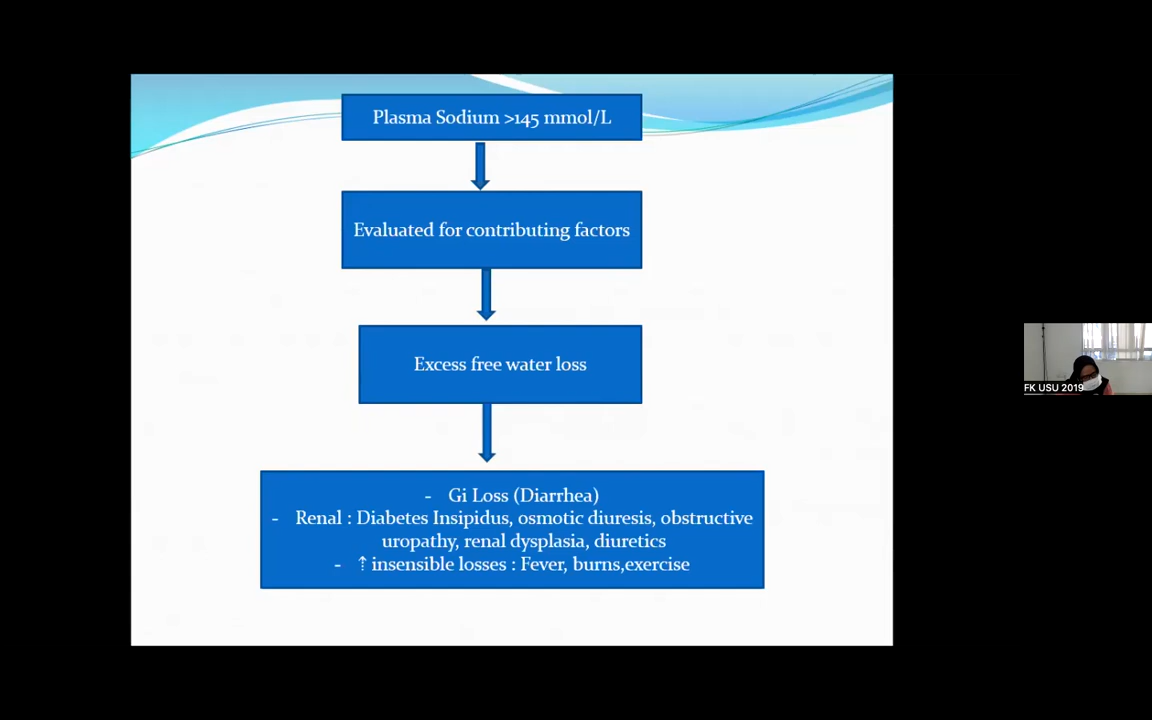 Plasma Sodium >145 mmol/L
Evaluated for contributing factors
Excess free water loss
- Gi Loss (Diarrhea)
- Renal : Diabetes Insipidus, osmotic diuresis, obstructive
uropathy, renal dysplasia, diuretics
- ↑ insensible losses : Fever, burns,exercise
FK USU 2019